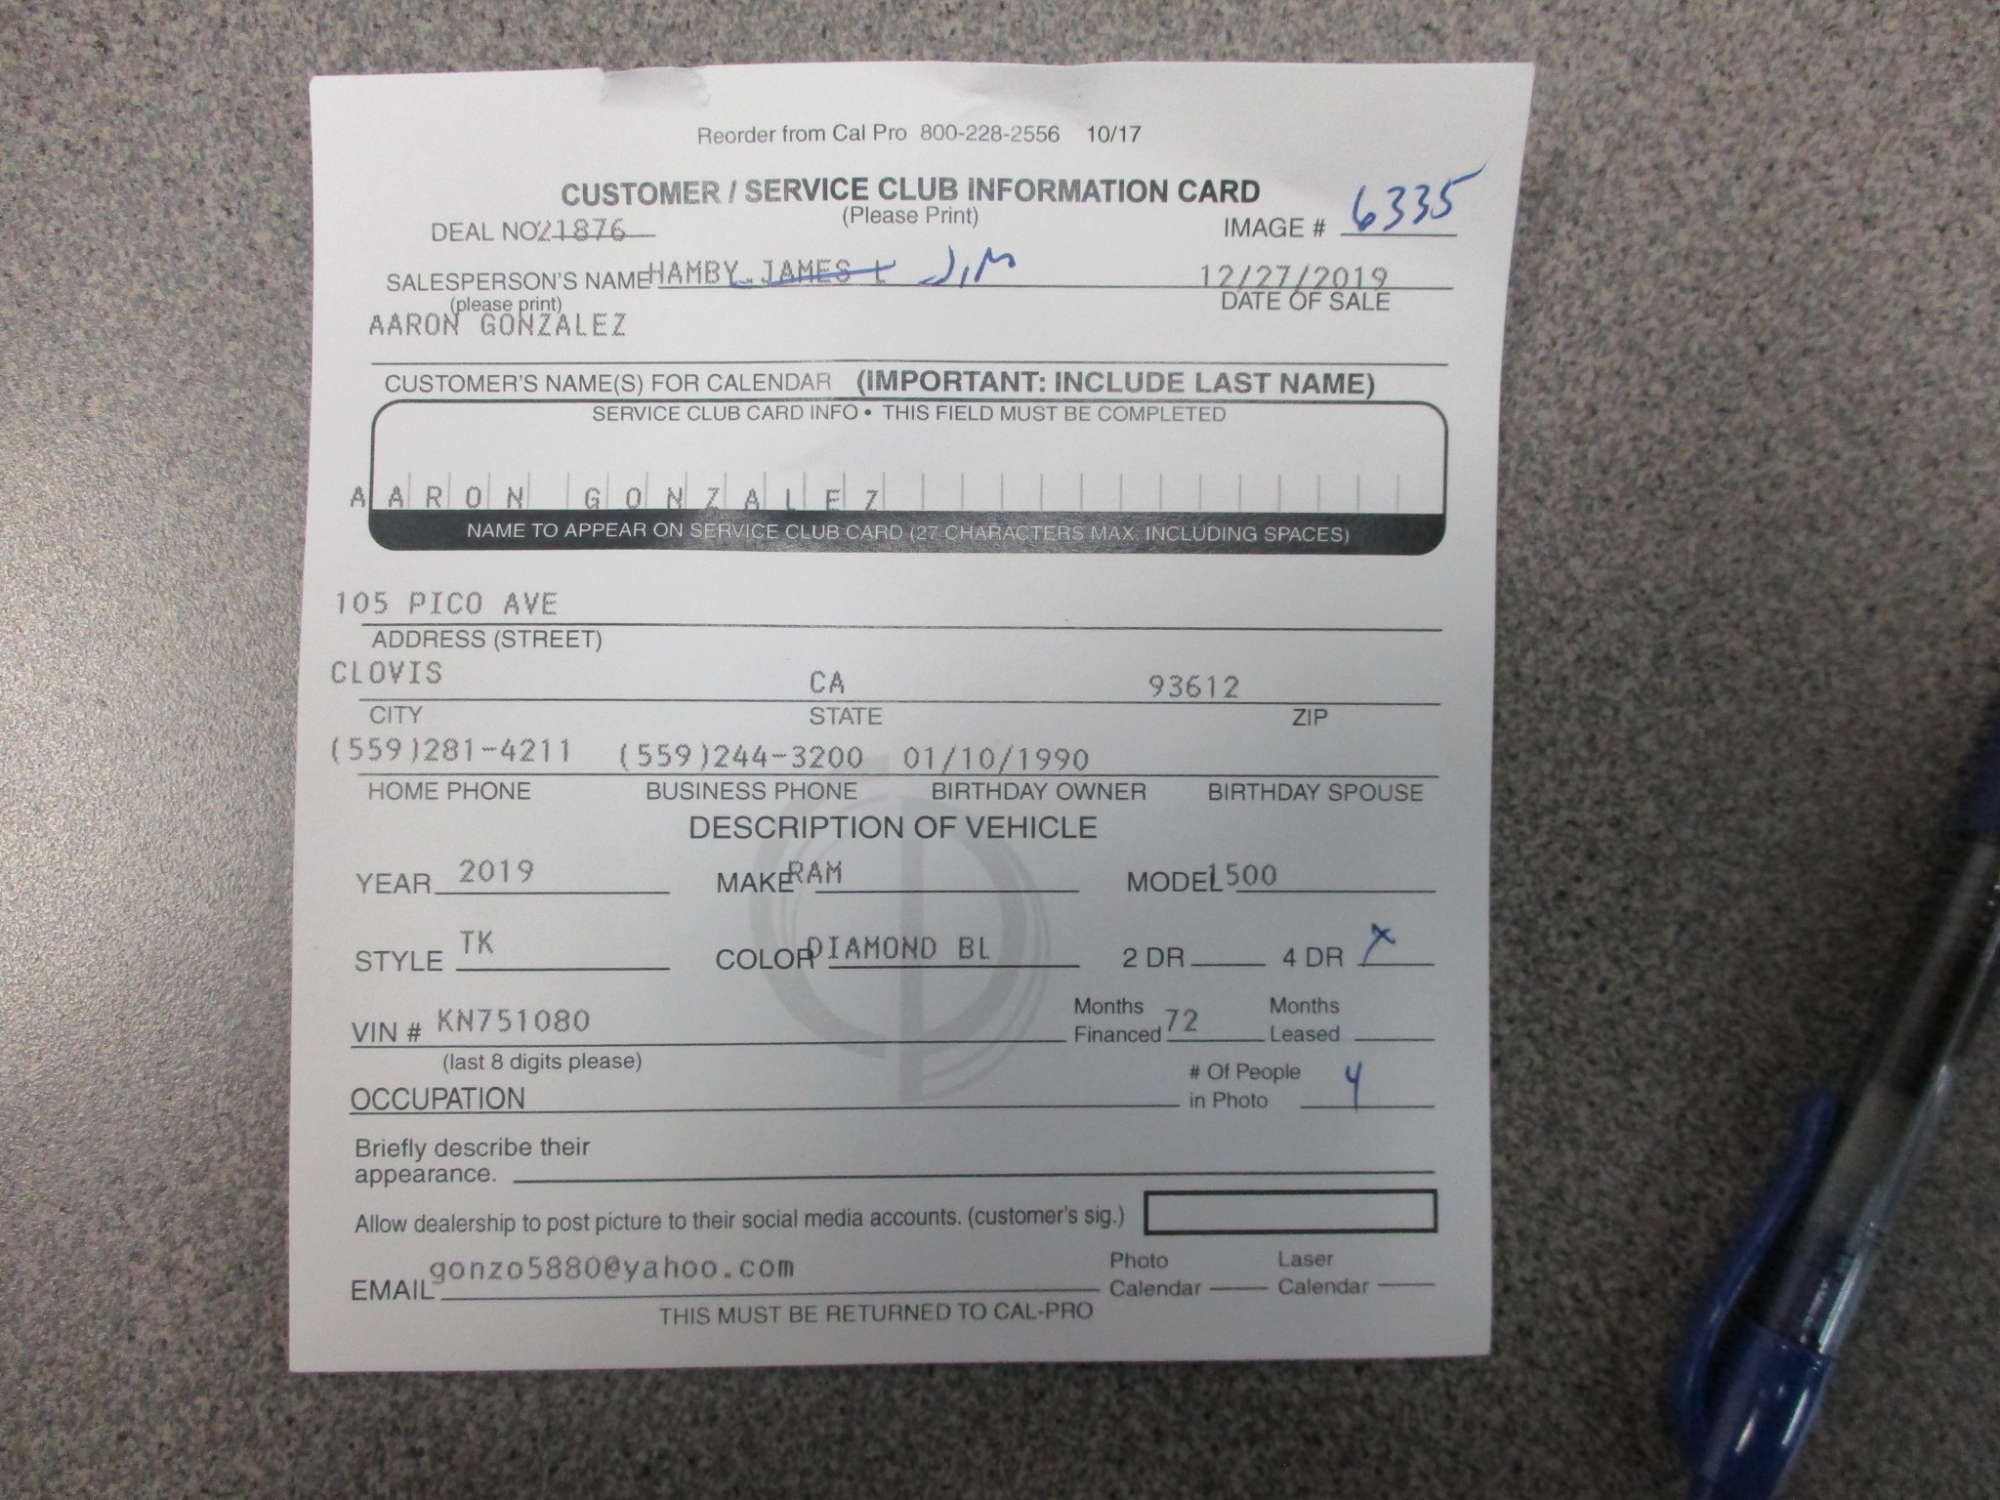 Reorder from Cal Pro 800-228-2556 10/17
CUSTOMER / SERVICE CLUB INFORMATION CARD
(Please Print)
DEAL NO. 21876 IMAGE # 6335
SALESPERSON'S NAME HAMBY JAMES L JIM 12/27/2019
(please print) DATE OF SALE
AARON GONZALEZ
CUSTOMER'S NAME(S) FOR CALENDAR (IMPORTANT: INCLUDE LAST NAME)
SERVICE CLUB CARD INFO • THIS FIELD MUST BE COMPLETED
A A R O N G O N Z A L E Z
NAME TO APPEAR ON SERVICE CLUB CARD (27 CHARACTERS MAX. INCLUDING SPACES)
105 PICO AVE
ADDRESS (STREET)
CLOVIS CA 93612
CITY STATE ZIP
(559)281-4211 (559)244-3200 01/10/1990
HOME PHONE BUSINESS PHONE BIRTHDAY OWNER BIRTHDAY SPOUSE
DESCRIPTION OF VEHICLE
YEAR 2019 MAKE RAM MODEL 1500
STYLE TK COLOR DIAMOND BL 2 DR 4 DR X
VIN # KN751080 Months Financed 72 Months Leased
(last 8 digits please)
OCCUPATION # Of People in Photo 4
Briefly describe their
appearance.
Allow dealership to post picture to their social media accounts. (customer's sig.)
EMAIL gonzo5880@yahoo.com Photo Calendar Laser Calendar
THIS MUST BE RETURNED TO CAL-PRO